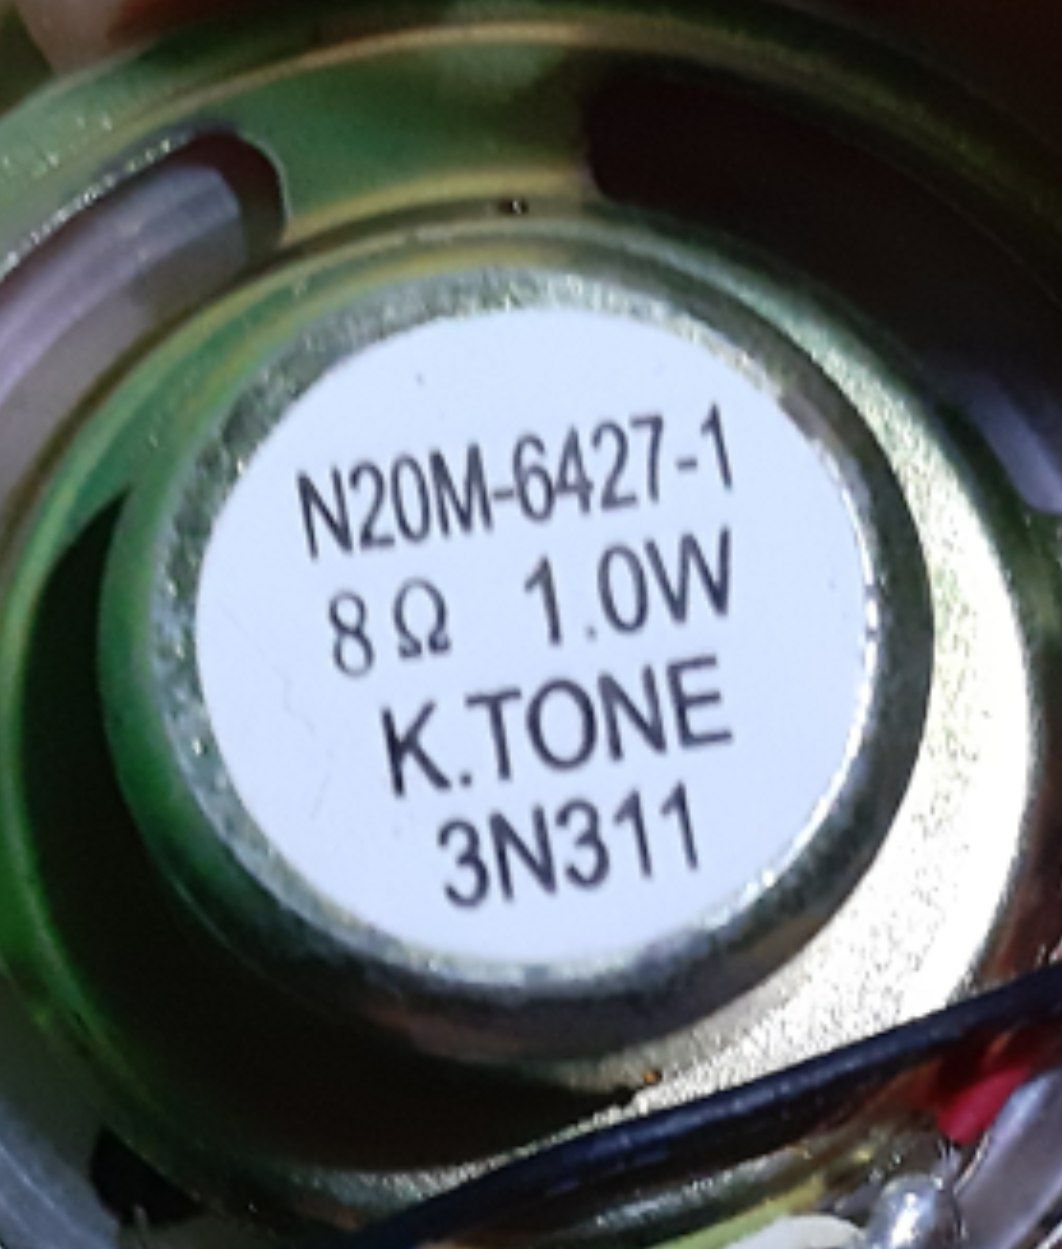 N20M-6427-1
8Ω 1.0W
K.TONE
3N311